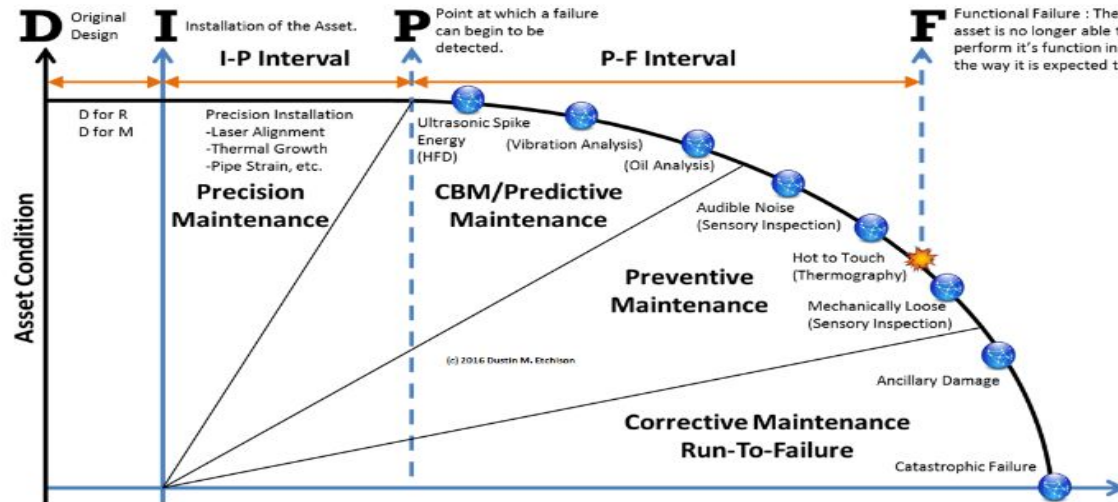 D Original
Design
I Installation of the Asset.
P Point at which a failure
can begin to be
detected.
F Functional Failure : The
asset is no longer able
perform it's function in
the way it is expected
I-P Interval
P-F Interval
D for R
D for M
Precision Installation
-Laser Alignment
-Thermal Growth
-Pipe Strain, etc.
Precision
Maintenance
Ultrasonic Spike
Energy
(HFD)
(Vibration Analysis)
(Oil Analysis)
CBM/Predictive
Maintenance
Audible Noise
(Sensory Inspection)
Hot to Touch
(Thermography)
Preventive
Maintenance
Mechanically Loose
(Sensory Inspection)
(c) 2016 Dustin M. Etchison
Ancillary Damage
Corrective Maintenance
Run-To-Failure
Catastrophic Failure
Asset Condition